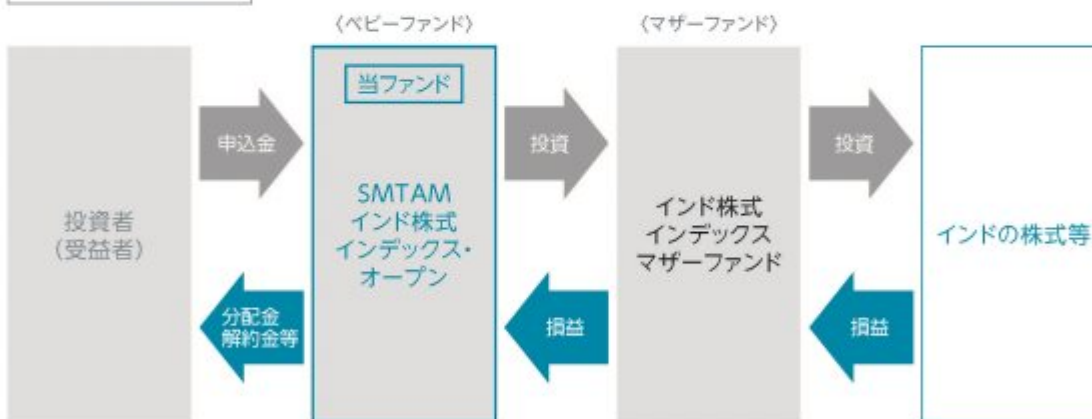 〈ベビーファンド〉
〈マザーファンド〉
当ファンド
申込金
投資
投資
投資者
(受益者)
SMTAM
インド株式
インデックス・
オープン
インド株式
インデックス
マザーファンド
インドの株式等
分配金
解約金等
損益
損益